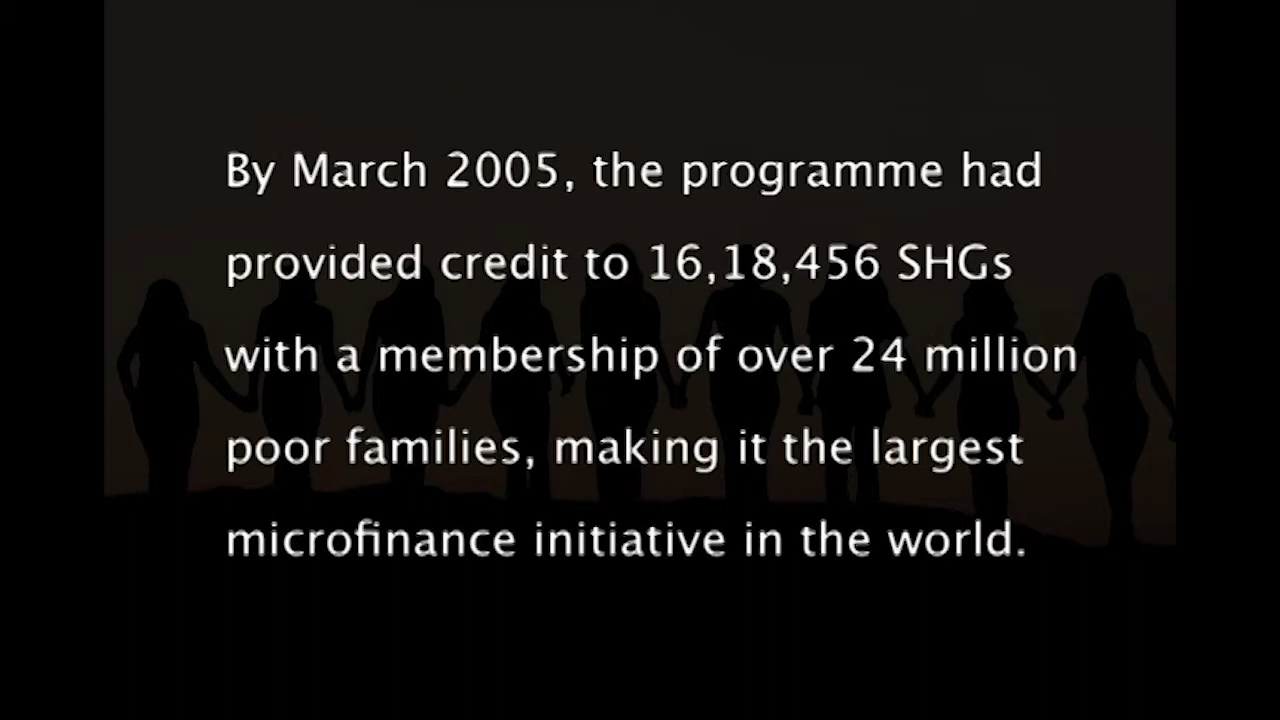 By March 2005, the programme had
provided credit to 16,18,456 SHGs
with a membership of over 24 million
poor families, making it the largest
microfinance initiative in the world.